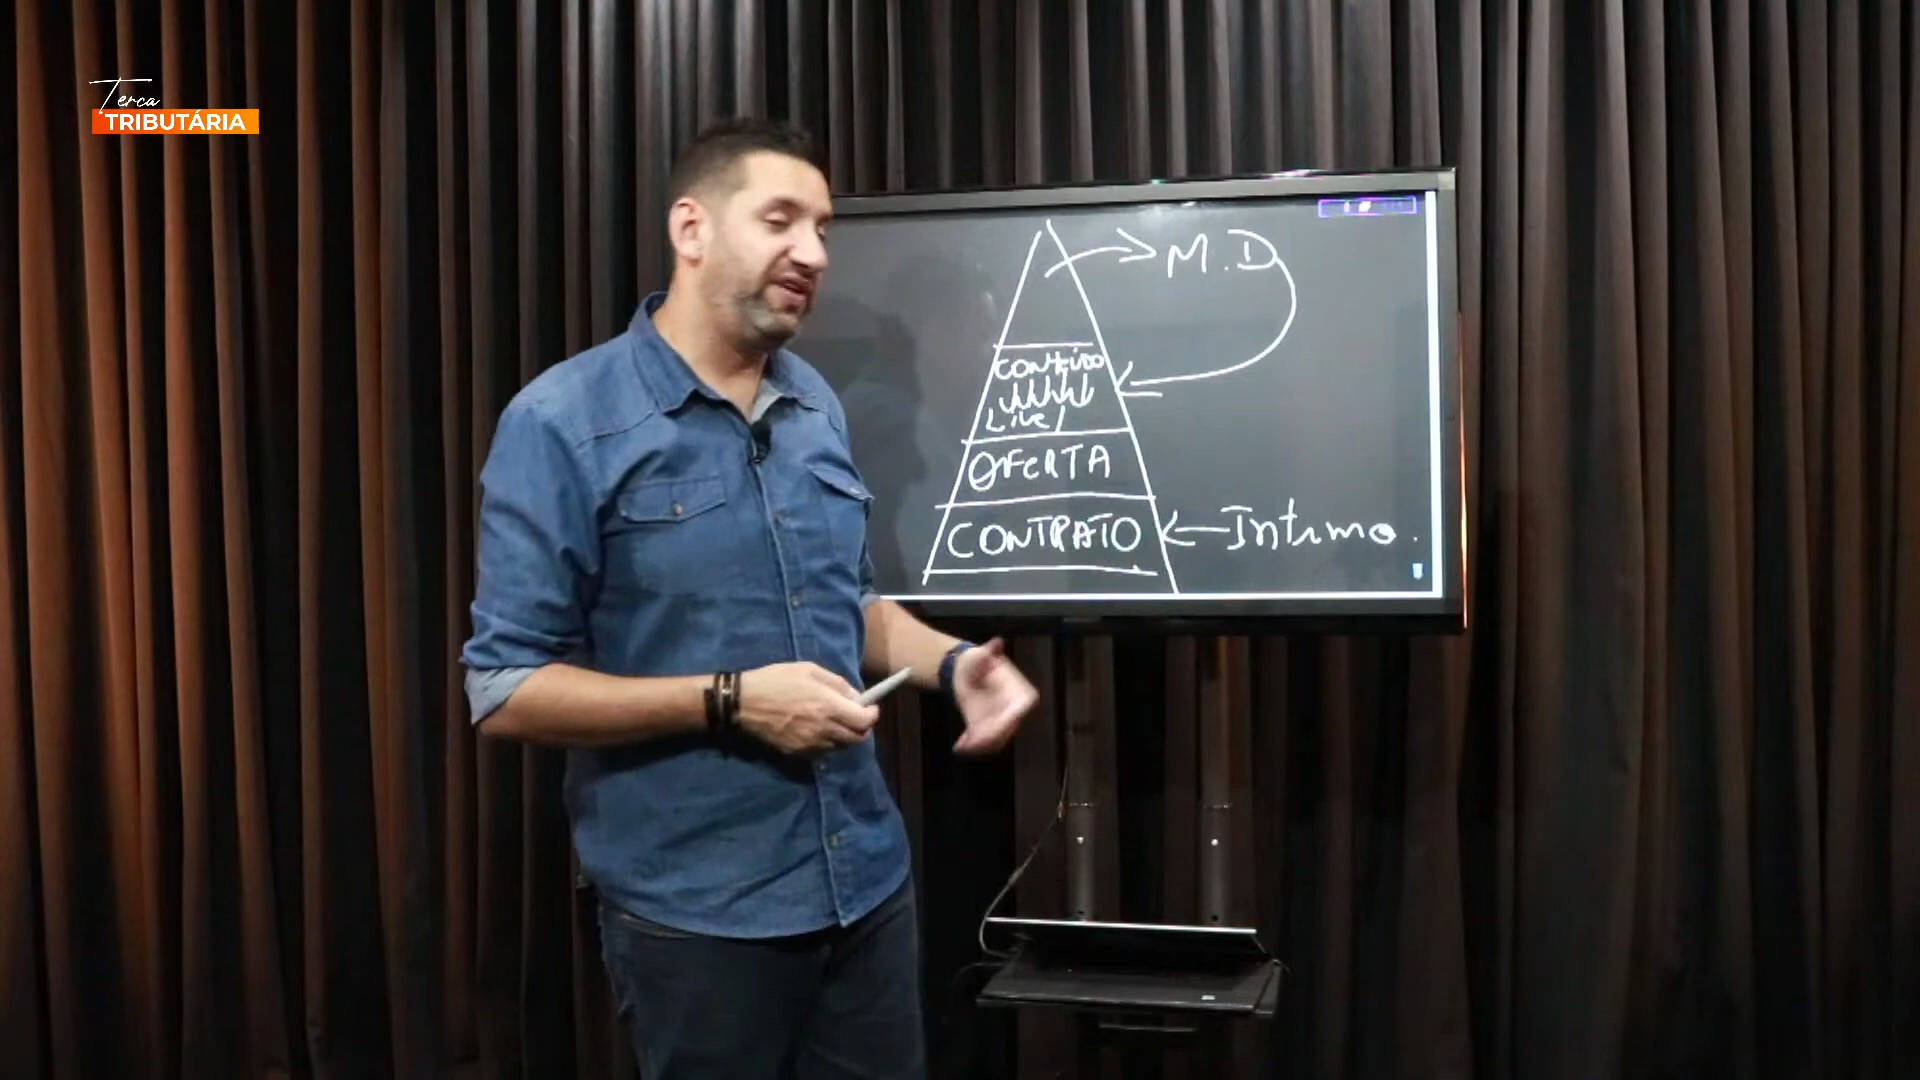 Terça
TRIBUTÁRIA
M.D
CONTEÚDO
Live
OFERTA
CONTRATO
Íntimo.